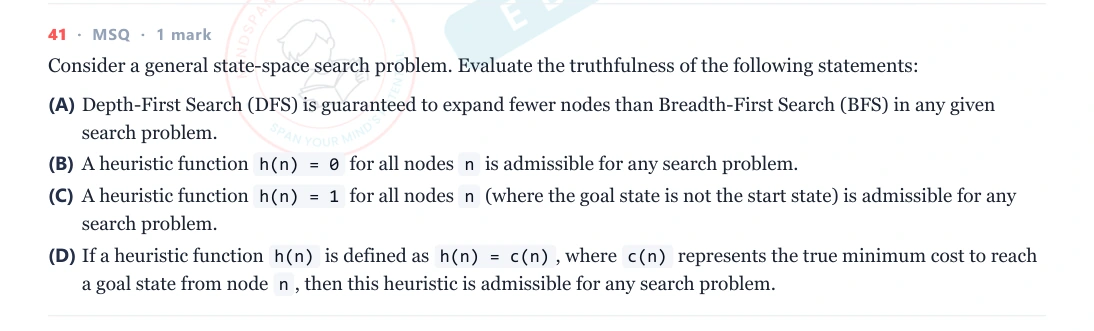 41 · MSQ · 1 mark
Consider a general state-space search problem. Evaluate the truthfulness of the following statements:
(A) Depth-First Search (DFS) is guaranteed to expand fewer nodes than Breadth-First Search (BFS) in any given
search problem.
(B) A heuristic function h(n) = 0 for all nodes n is admissible for any search problem.
(C) A heuristic function h(n) = 1 for all nodes n (where the goal state is not the start state) is admissible for any
search problem.
(D) If a heuristic function h(n) is defined as h(n) = c(n) , where c(n) represents the true minimum cost to reach
a goal state from node n , then this heuristic is admissible for any search problem.
SPAN YOUR MIND